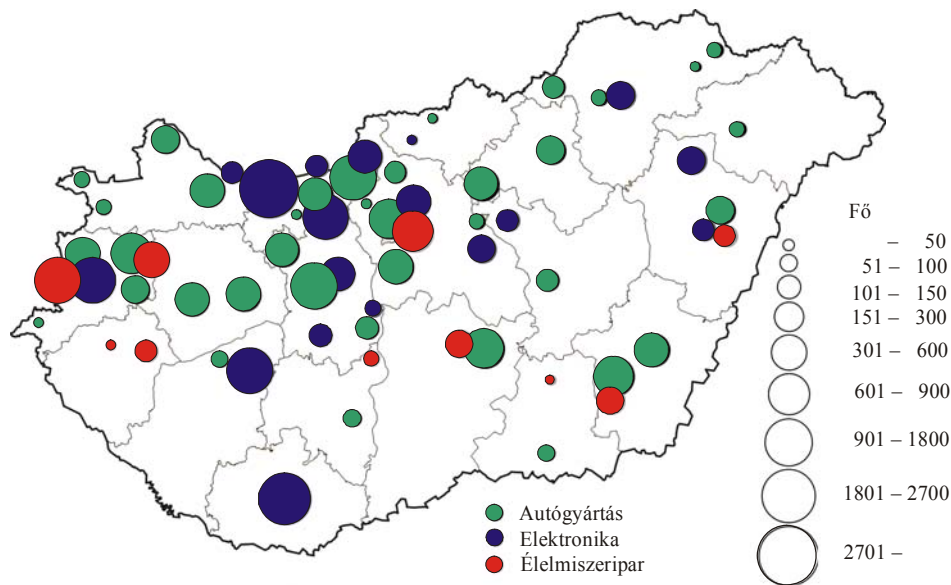 Fő
– 50
51 – 100
101 – 150
151 – 300
301 – 600
601 – 900
901 – 1800
1801 – 2700
2701 –
Autógyártás
Elektronika
Élelmiszeripar